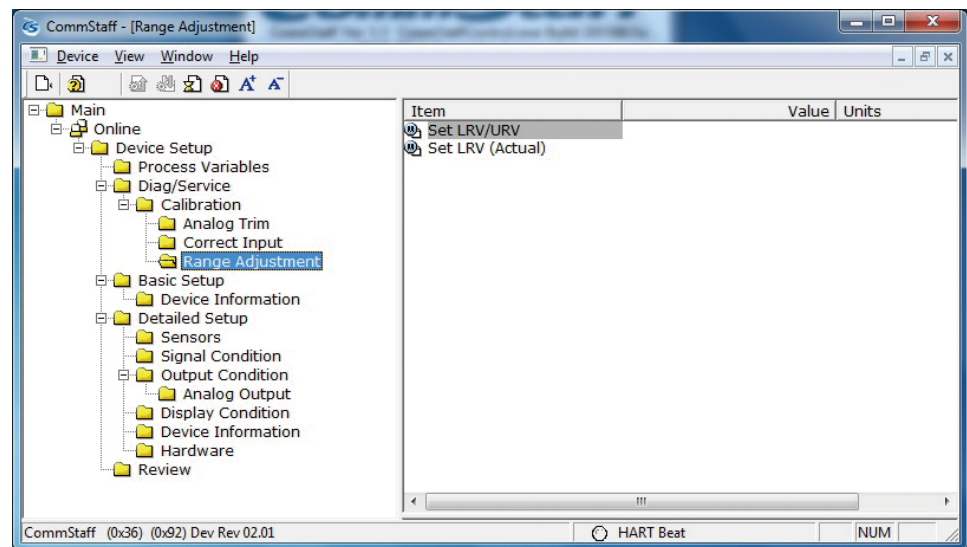 CommStaff - [Range Adjustment]
Device View Window Help
Main
Online
Device Setup
Process Variables
Diag/Service
Calibration
Analog Trim
Correct Input
Range Adjustment
Basic Setup
Device Information
Detailed Setup
Sensors
Signal Condition
Output Condition
Analog Output
Display Condition
Device Information
Hardware
Review
Item Value Units
Set LRV/URV
Set LRV (Actual)
CommStaff (0x36) (0x92) Dev Rev 02.01 HART Beat NUM